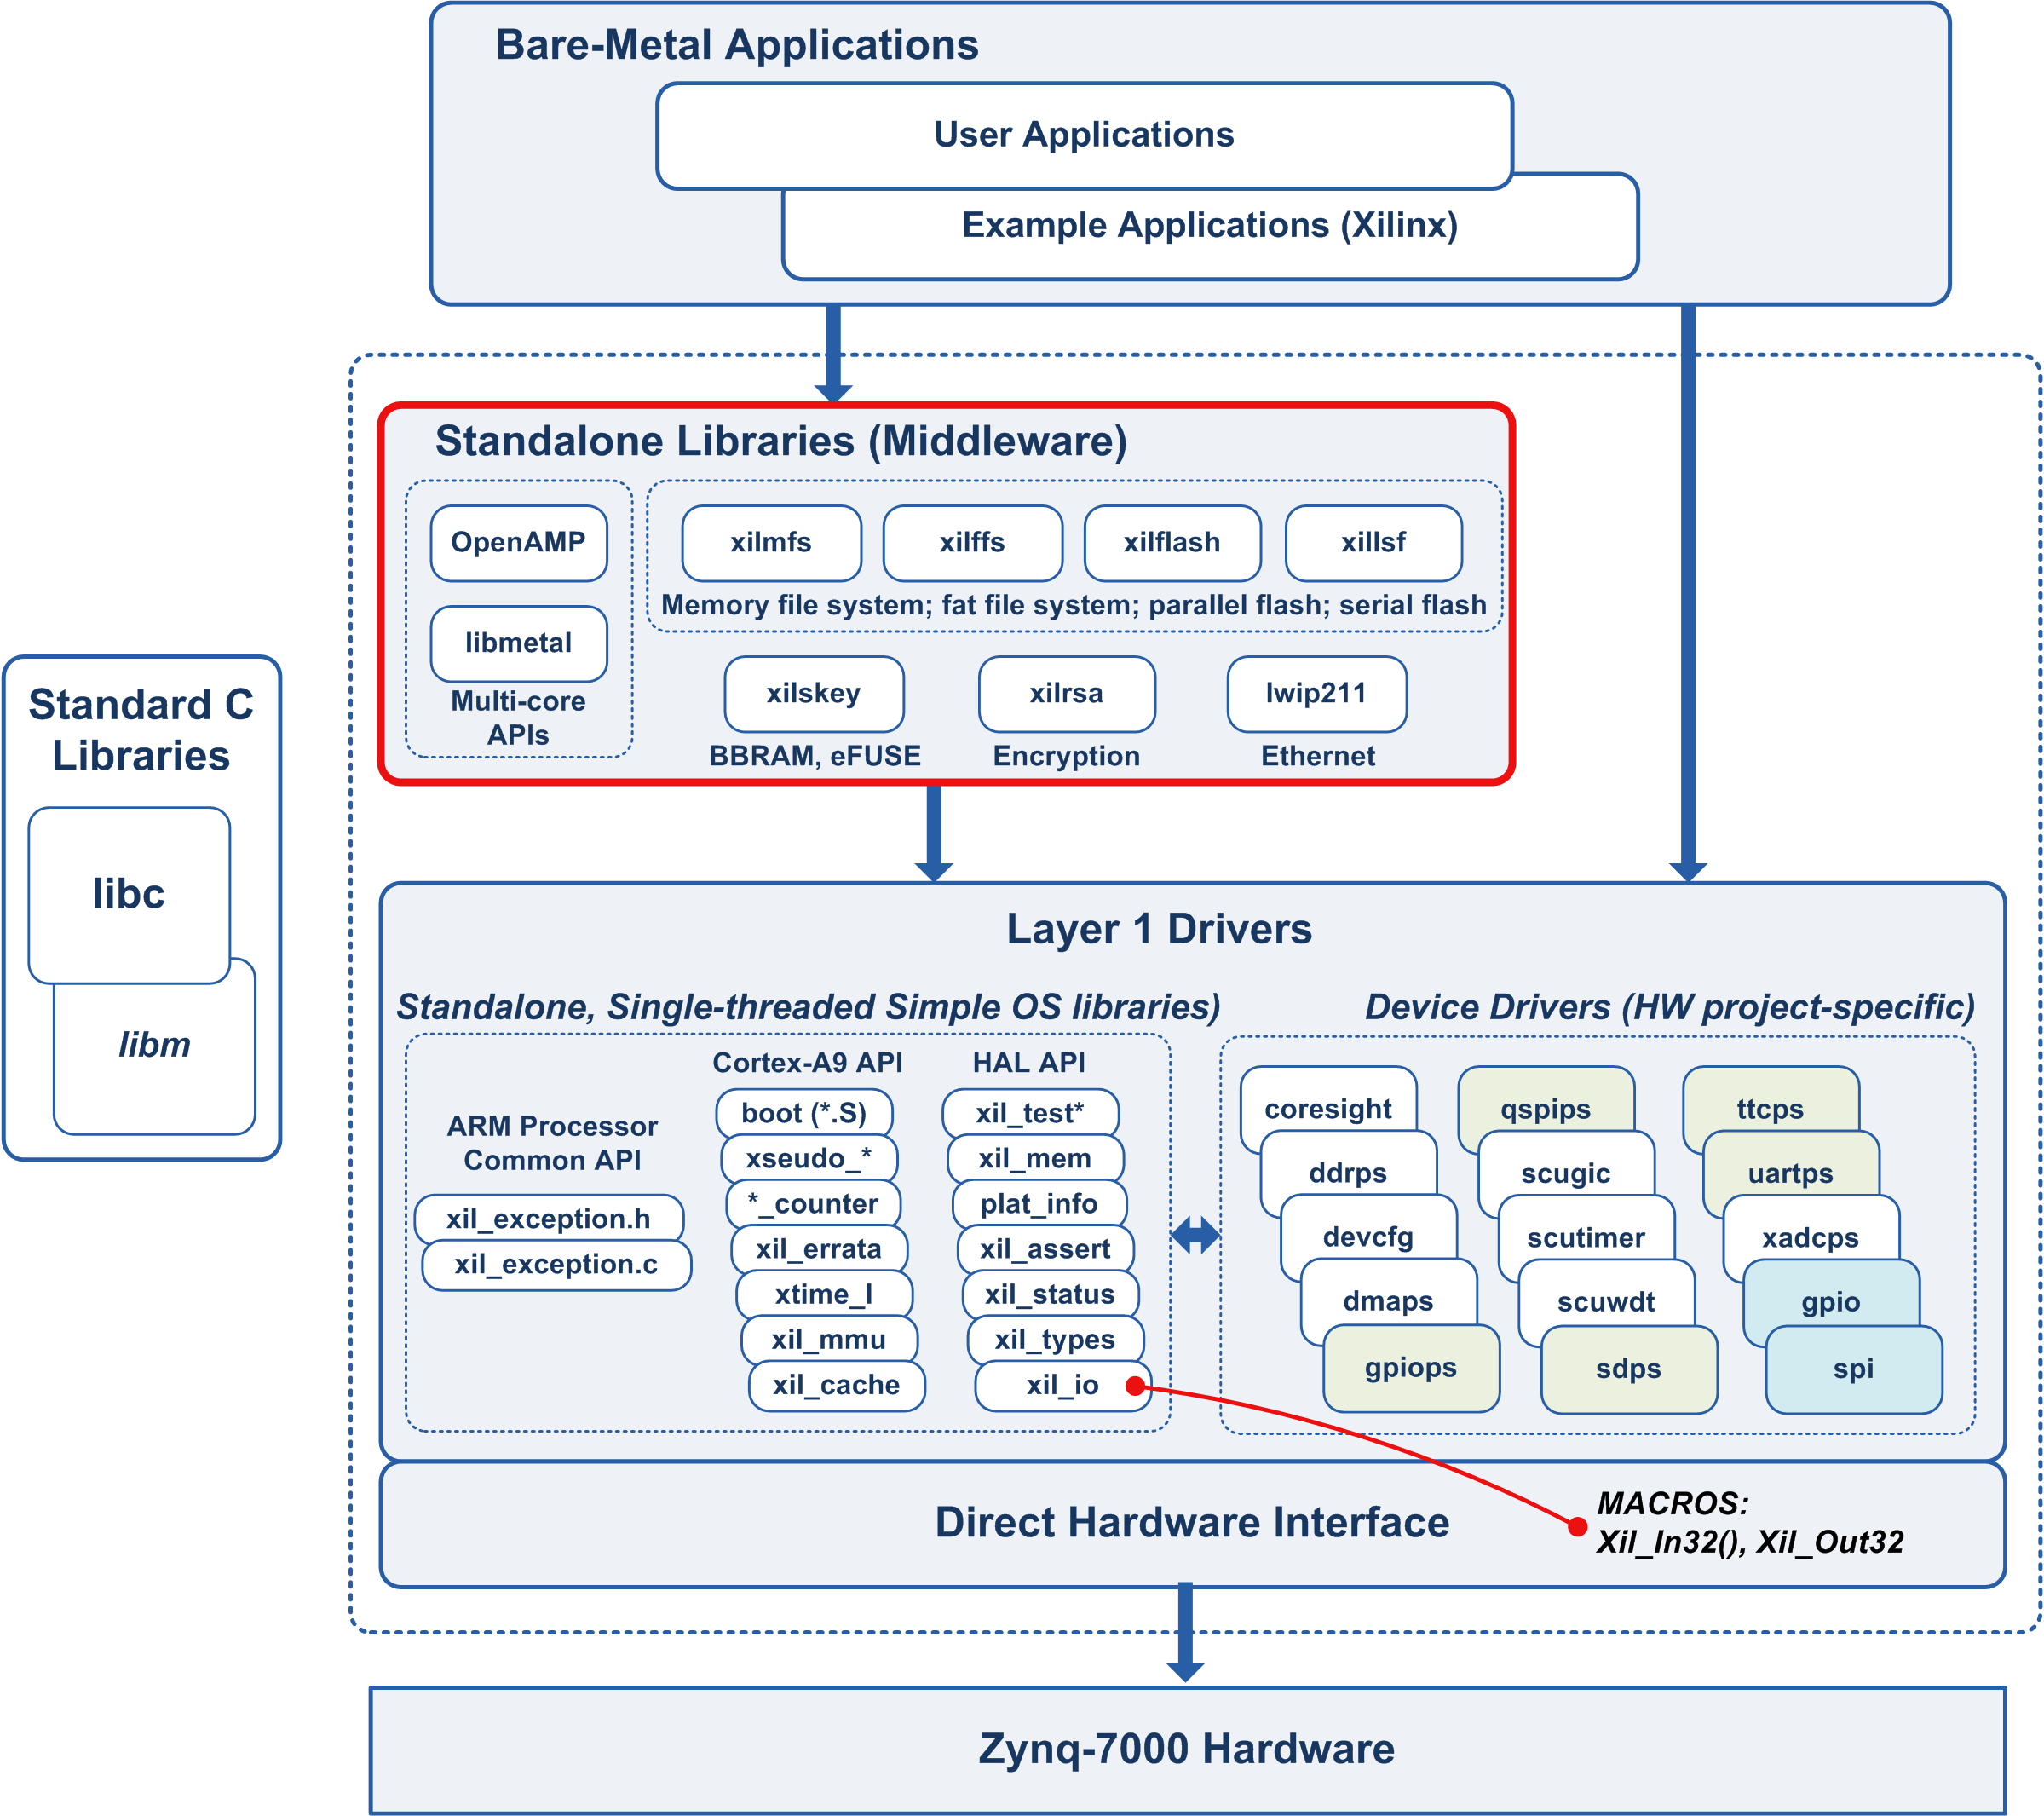 Bare-Metal Applications
User Applications
Example Applications (Xilinx)
Standalone Libraries (Middleware)
OpenAMP
libmetal
Multi-core
APIs
xilmfs
xilffs
xilflash
xillsf
Memory file system; fat file system; parallel flash; serial flash
xilskey
BBRAM, eFUSE
xilrsa
Encryption
lwip211
Ethernet
Standard C
Libraries
libc
libm
Layer 1 Drivers
Standalone, Single-threaded Simple OS libraries)
ARM Processor
Common API
xil_exception.h
xil_exception.c
Cortex-A9 API
boot (*.S)
xseudo_*
*_counter
xil_errata
xtime_l
xil_mmu
xil_cache
HAL API
xil_test*
xil_mem
plat_info
xil_assert
xil_status
xil_types
xil_io
Device Drivers (HW project-specific)
coresight
ddrps
devcfg
dmaps
gpiops
qspips
scugic
scutimer
scuwdt
sdps
ttcps
uartps
xadcps
gpio
spi
Direct Hardware Interface
MACROS:
Xil_In32(), Xil_Out32
Zynq-7000 Hardware